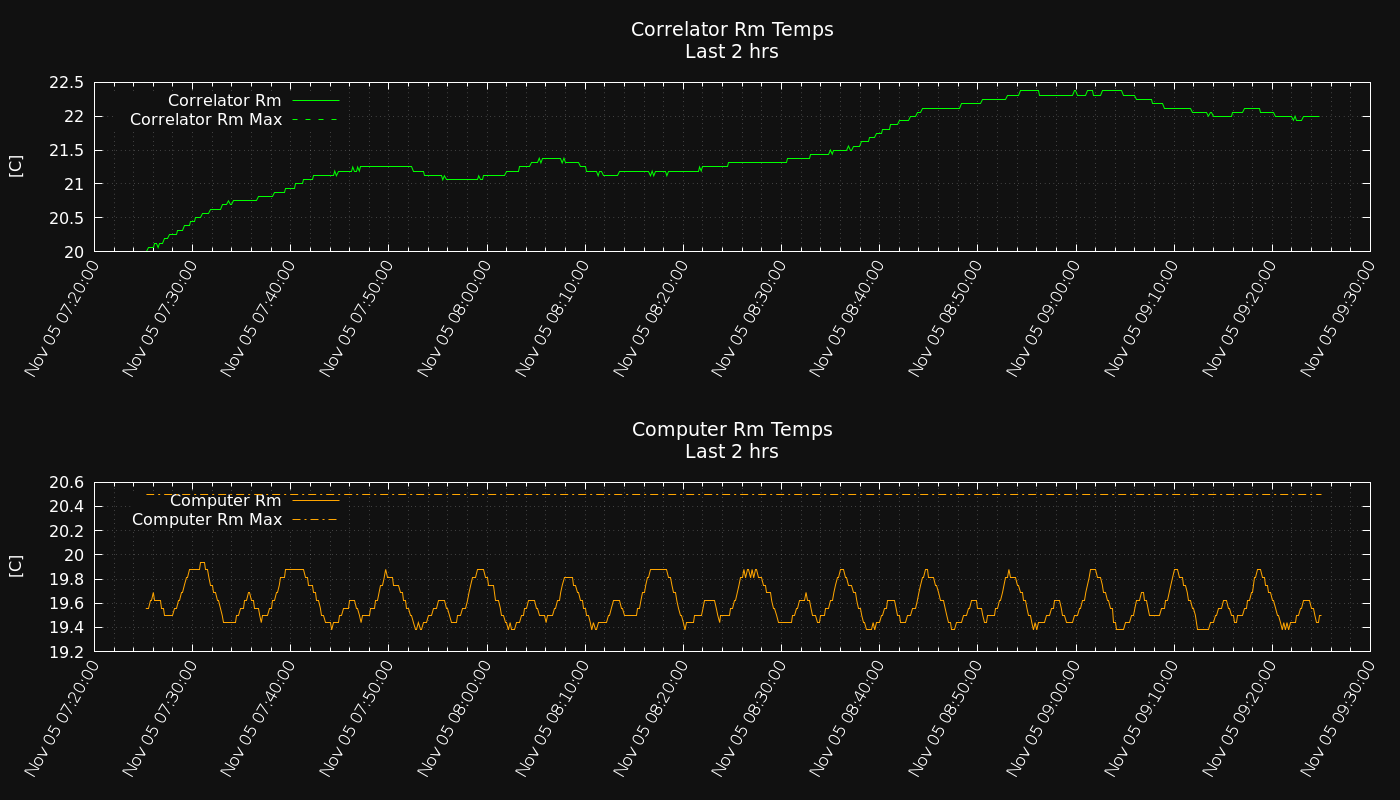 Correlator Rm Temps
Last 2 hrs
22.5
22
21.5
21
20.5
20
[C]
Correlator Rm
Correlator Rm Max
Nov 05 07:20:00
Nov 05 07:30:00
Nov 05 07:40:00
Nov 05 07:50:00
Nov 05 08:00:00
Nov 05 08:10:00
Nov 05 08:20:00
Nov 05 08:30:00
Nov 05 08:40:00
Nov 05 08:50:00
Nov 05 09:00:00
Nov 05 09:10:00
Nov 05 09:20:00
Nov 05 09:30:00
Computer Rm Temps
Last 2 hrs
20.6
20.4
20.2
20
19.8
19.6
19.4
19.2
[C]
Computer Rm
Computer Rm Max
Nov 05 07:20:00
Nov 05 07:30:00
Nov 05 07:40:00
Nov 05 07:50:00
Nov 05 08:00:00
Nov 05 08:10:00
Nov 05 08:20:00
Nov 05 08:30:00
Nov 05 08:40:00
Nov 05 08:50:00
Nov 05 09:00:00
Nov 05 09:10:00
Nov 05 09:20:00
Nov 05 09:30:00